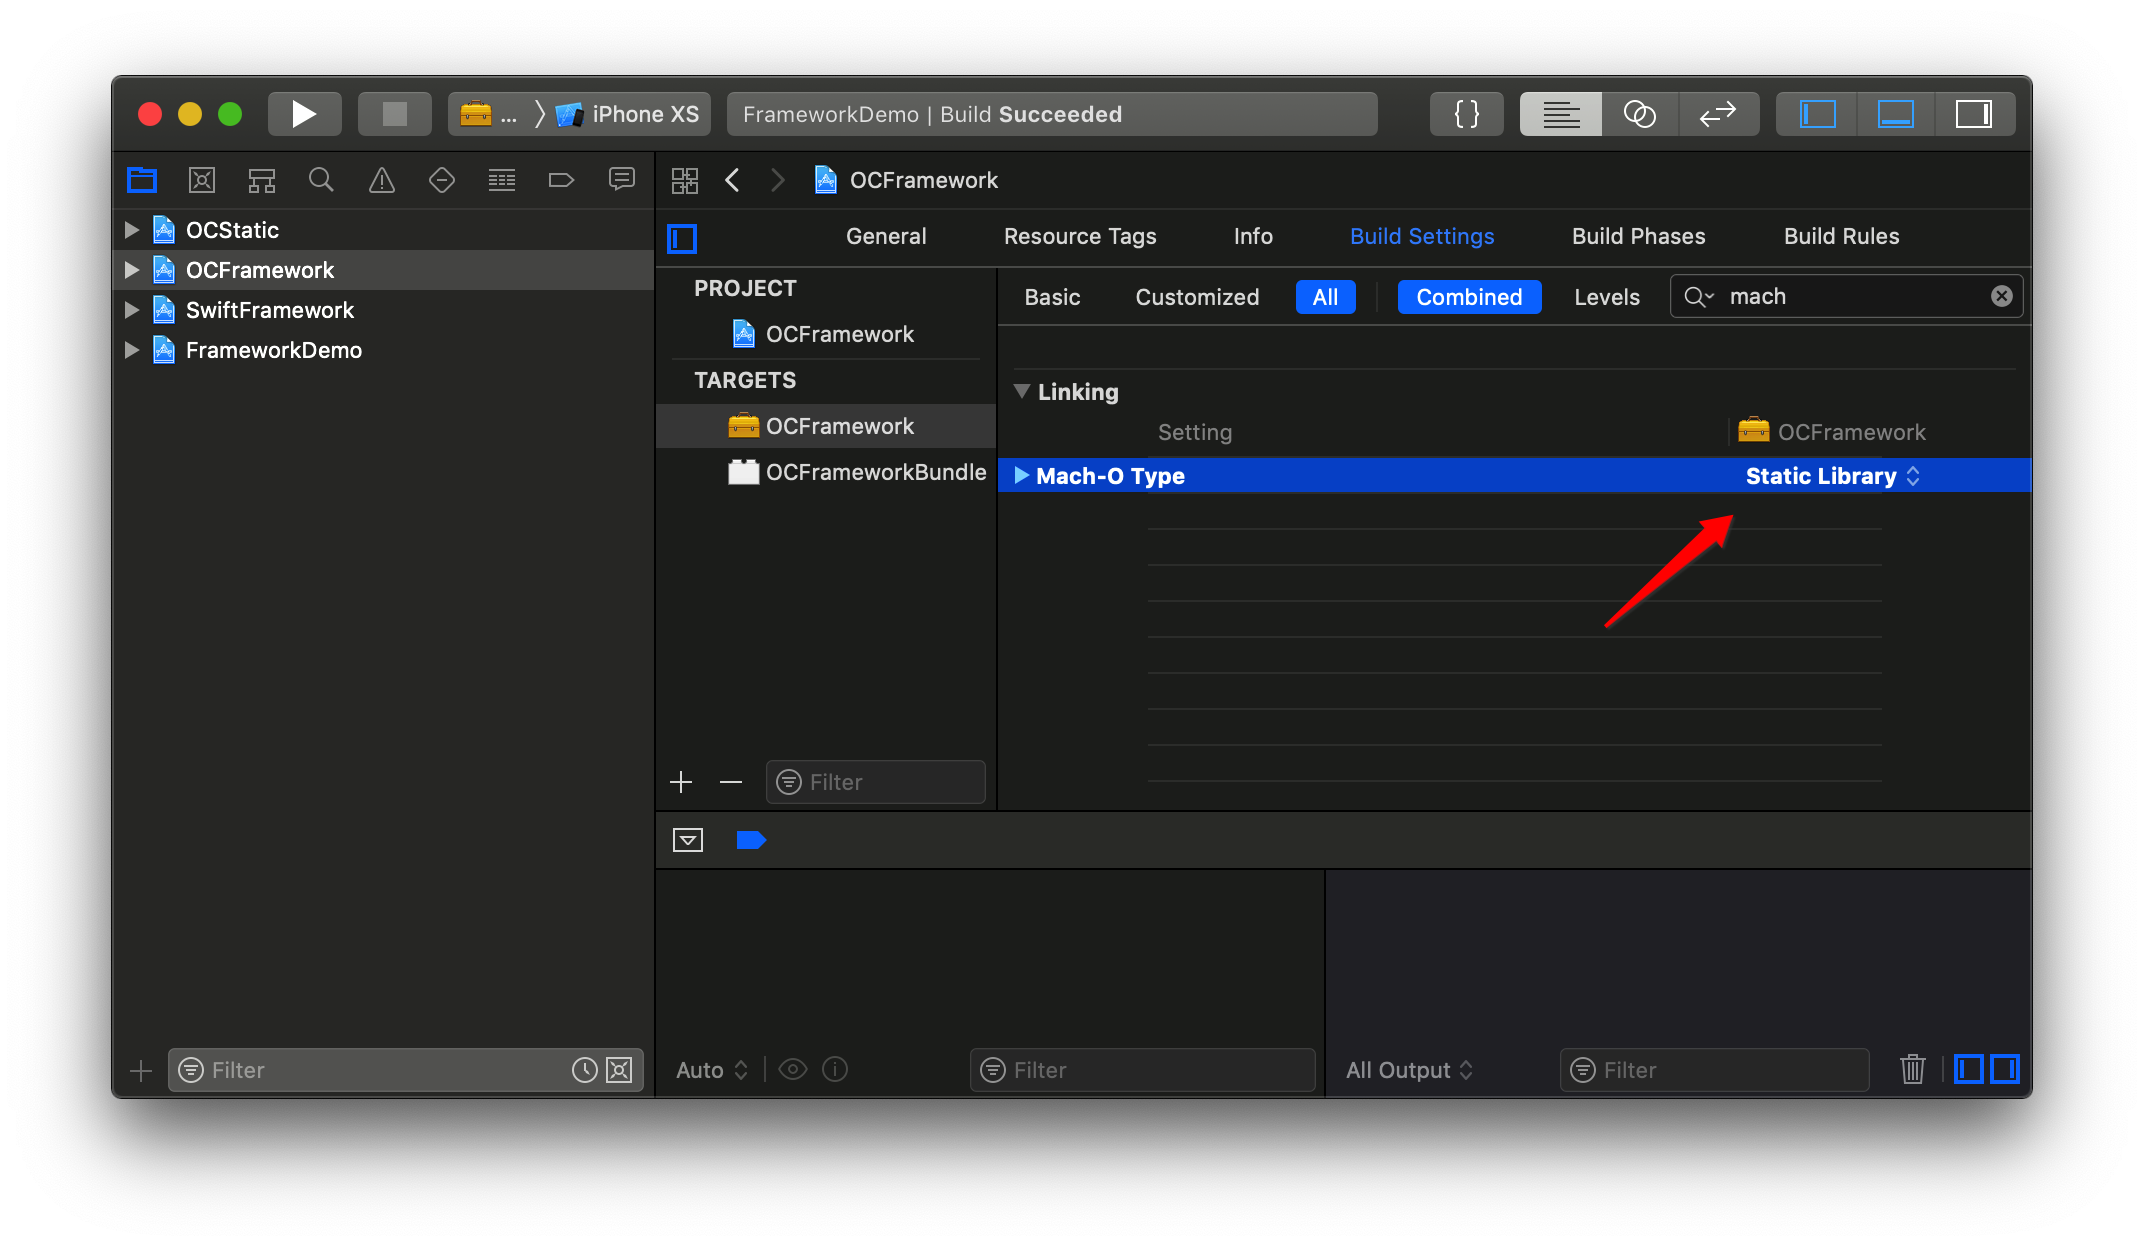 ... 〉 iPhone XS
FrameworkDemo | Build Succeeded
{ }
OCFramework
OCStatic
OCFramework
SwiftFramework
FrameworkDemo
General Resource Tags Info Build Settings Build Phases Build Rules
PROJECT
OCFramework
TARGETS
OCFramework
OCFrameworkBundle
Basic Customized All Combined Levels mach
Linking
Setting OCFramework
Mach-O Type Static Library
Filter
Filter
Auto Filter
All Output Filter